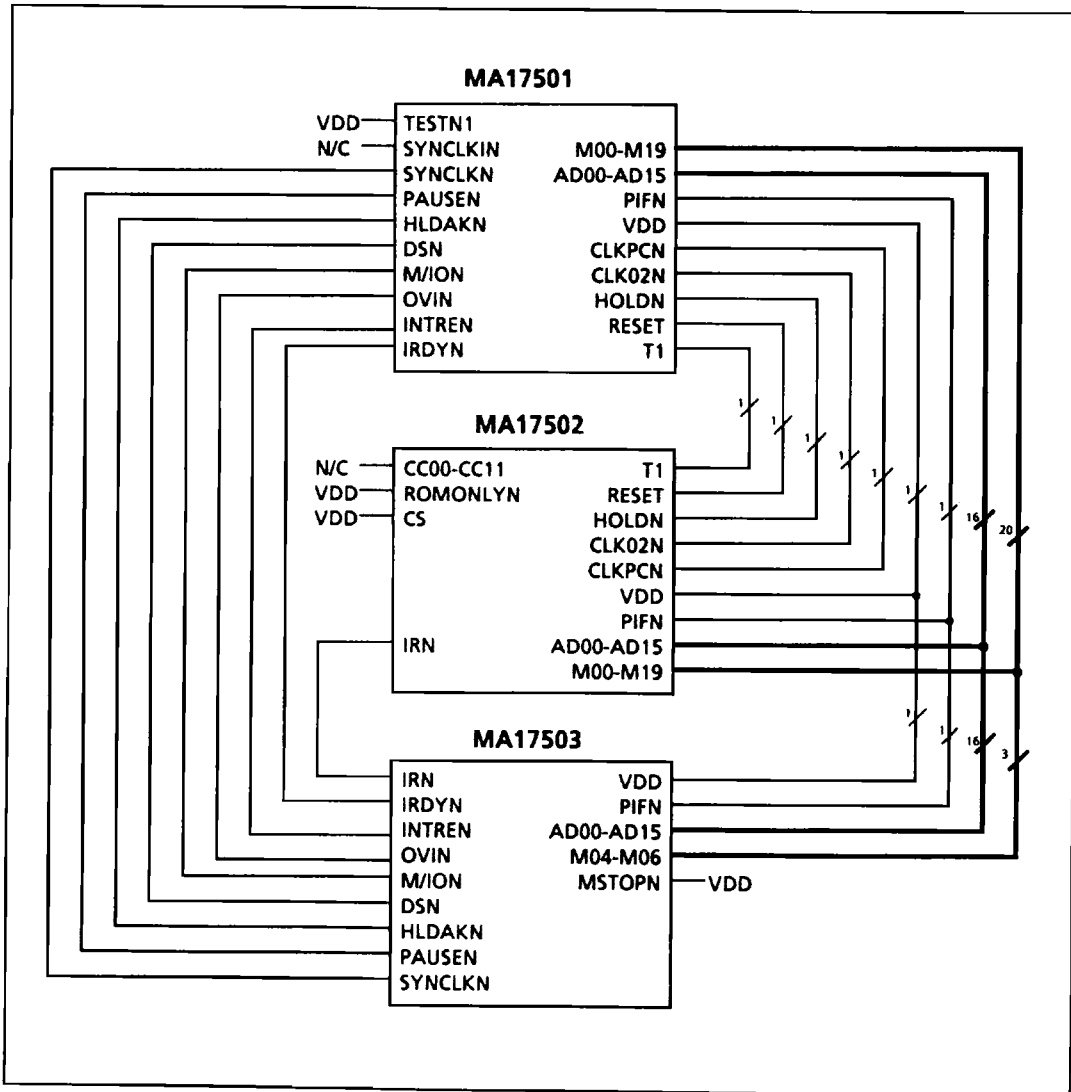 MA17501
VDD TESTN1
N/C SYNCLKIN M00-M19
SYNCLKN AD00-AD15
PAUSEN PIFN
HLDAKN VDD
DSN CLKPCN
M/ION CLK02N
OVIN HOLDN
INTREN RESET
IRDYN T1
1
1
1
1
1
1
1
16
20
MA17502
N/C CC00-CC11 T1
VDD ROMONLYN RESET
VDD CS HOLDN
CLK02N
CLKPCN
VDD
PIFN
IRN AD00-AD15
M00-M19
1
1
16
3
MA17503
IRN VDD
IRDYN PIFN
INTREN AD00-AD15
OVIN M04-M06
M/ION MSTOPN VDD
DSN
HLDAKN
PAUSEN
SYNCLKN